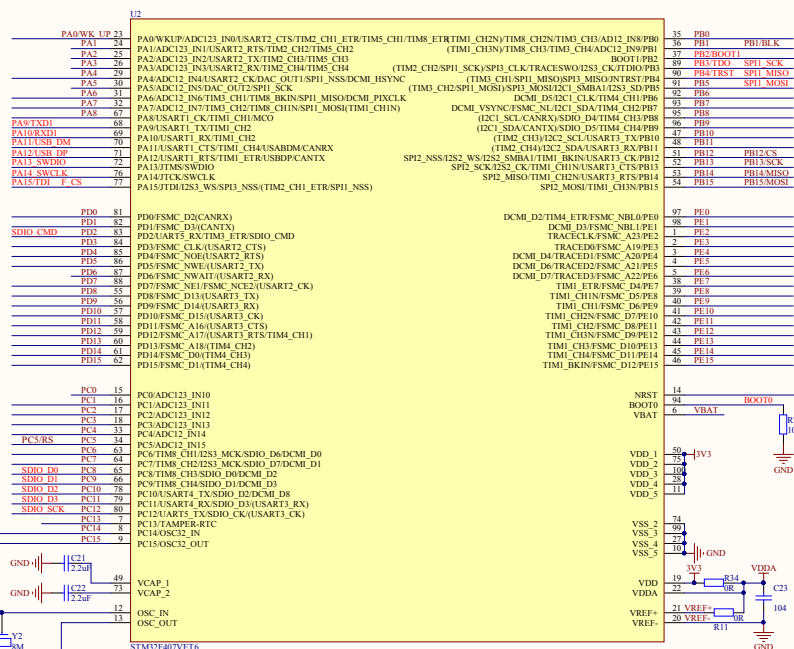 U2
PA0/WK_UP 23 PA0/WKUP/ADC123_IN0/USART2_CTS/TIM2_CH1_ETR/TIM5_CH1/TIM8_ETR (TIM1_CH2N)/TIM8_CH2N/TIM3_CH3/AD12_IN8/PB0 35 PB0
PA1 24 PA1/ADC123_IN1/USART2_RTS/TIM2_CH2/TIM5_CH2 (TIM1_CH3N)/TIM8_CH3/TIM3_CH4/ADC12_IN9/PB1 36 PB1 PB1/BLK
PA2 25 PA2/ADC123_IN2/USART2_TX/TIM2_CH3/TIM5_CH3 BOOT1/PB2 37 PB2/BOOT1
PA3 26 PA3/ADC123_IN3/USART2_RX/TIM2_CH4/TIM5_CH4 (TIM2_CH2/SPI1_SCK)/SPI3_CLK/TRACESWO/I2S3_CK/JTDIO/PB3 89 PB3/TDO SPI1_SCK
PA4 29 PA4/ADC12_IN4/USART2_CK/DAC_OUT1/SPI1_NSS/DCMI_HSYNC (TIM3_CH1/SPI1_MISO)SPI3_MISO/JNTRST/PB4 90 PB4/TRST SPI1_MISO
PA5 30 PA5/ADC12_IN5/DAC_OUT2/SPI1_SCK (TIM3_CH2/SPI1_MOSI)/SPI3_MOSI/I2C1_SMBA1/I2S3_SD/PB5 91 PB5 SPI1_MOSI
PA6 31 PA6/ADC12_IN6/TIM3_CH1/TIM8_BKIN/SPI1_MISO/DCMI_PIXCLK DCMI_D5/I2C1_CLK/TIM4_CH1/PB6 92 PB6
PA7 32 PA7/ADC12_IN7/TIM3_CH2/TIM8_CH1N/SPI1_MOSI(TIM1_CH1N) DCMI_VSYNC/FSMC_NL/I2C1_SDA/TIM4_CH2/PB7 93 PB7
PA8 67 PA8/USART1_CK/TIM1_CH1/MCO (I2C1_SCL/CANRX)/SDIO_D4/TIM4_CH3/PB8 95 PB8
PA9/TXD1 68 PA9/USART1_TX/TIM1_CH2 (I2C1_SDA/CANTX)/SDIO_D5/TIM4_CH4/PB9 96 PB9
PA10/RXD1 69 PA10/USART1_RX/TIM1_CH2 (TIM2_CH3)/I2C2_SCL/USART3_TX/PB10 47 PB10
PA11/USB_DM 70 PA11/USART1_CTS/TIM1_CH4/USABDM/CANRX (TIM2_CH4)/I2C2_SDA/USART3_RX/PB11 48 PB11
PA12/USB_DP 71 PA12/USART1_RTS/TIM1_ETR/USBDP/CANTX SPI2_NSS/I2S2_WS/I2S2_SMBA1/TIM1_BKIN/USART3_CK/PB12 51 PB12 PB12/CS
PA13_SWDIO 72 PA13/JTMS/SWDIO SPI2_SCK/I2S2_CK/TIM1_CH1N/USART3_CTS/PB13 52 PB13 PB13/SCK
PA14_SWCLK 76 PA14/JTCK/SWCLK SPI2_MISO/TIM1_CH2N/USART3_RTS/PB14 53 PB14 PB14/MISO
PA15/TDI F_CS 77 PA15/JTDI/I2S3_WS/SPI3_NSS/(TIM2_CH1_ETR/SPI1_NSS) SPI2_MOSI/TIM1_CH3N/PB15 54 PB15 PB15/MOSI
PD0 81 PD0/FSMC_D2(CANRX) DCMI_D2/TIM4_ETR/FSMC_NBL0/PE0 97 PE0
PD1 82 PD1/FSMC_D3/(CANTX) DCMI_D3/FSMC_NBL1/PE1 98 PE1
SDIO_CMD PD2 83 PD2/UART5_RX/TIM3_ETR/SDIO_CMD TRACECLK/FSMC_A23/PE2 1 PE2
PD3 84 PD3/FSMC_CLK/(USART2_CTS) TRACED0/FSMC_A19/PE3 2 PE3
PD4 85 PD4/FSMC_NOE(USART2_RTS) DCMI_D4/TRACED1/FSMC_A20/PE4 3 PE4
PD5 86 PD5/FSMC_NWE/(USART2_TX) DCMI_D6/TRACED2/FSMC_A21/PE5 4 PE5
PD6 87 PD6/FSMC_NWAIT/(USART2_RX) DCMI_D7/TRACED3/FSMC_A22/PE6 5 PE6
PD7 88 PD7/FSMC_NE1/FSMC_NCE2/(USART2_CK) TIM1_ETR/FSMC_D4/PE7 38 PE7
PD8 55 PD8/FSMC_D13/(USART3_TX) TIM1_CH1N/FSMC_D5/PE8 39 PE8
PD9 56 PD9/FSMC_D14/(USART3_RX) TIM1_CH1/FSMC_D6/PE9 40 PE9
PD10 57 PD10/FSMC_D15/(USART3_CK) TIM1_CH2N/FSMC_D7/PE10 41 PE10
PD11 58 PD11/FSMC_A16/(USART3_CTS) TIM1_CH2/FSMC_D8/PE11 42 PE11
PD12 59 PD12/FSMC_A17/(USART3_RTS/TIM4_CH1) TIM1_CH3N/FSMC_D9/PE12 43 PE12
PD13 60 PD13/FSMC_A18/(TIM4_CH2) TIM1_CH3/FSMC_D10/PE13 44 PE13
PD14 61 PD14/FSMC_D0/(TIM4_CH3) TIM1_CH4/FSMC_D11/PE14 45 PE14
PD15 62 PD15/FSMC_D1/(TIM4_CH4) TIM1_BKIN/FSMC_D12/PE15 46 PE15
PC0 15 PC0/ADC123_IN10 NRST 14
PC1 16 PC1/ADC123_IN11 BOOT0 94 BOOT0
PC2 17 PC2/ADC123_IN12 VBAT 6 VBAT
PC3 18 PC3/ADC123_IN13
PC4 33 PC4/ADC12_IN14
PC5/RS PC5 34 PC5/ADC12_IN15
PC6 63 PC6/TIM8_CH1/I2S3_MCK/SDIO_D6/DCMI_D0 VDD_1 50 3V3
PC7 64 PC7/TIM8_CH2/I2S3_MCK/SDIO_D7/DCMI_D1 VDD_2 75
SDIO_D0 PC8 65 PC8/TIM8_CH3/SDIO_D0/DCMI_D2 VDD_3 100 GND
SDIO_D1 PC9 66 PC9/TIM8_CH4/SIDO_D1/DCMI_D3 VDD_4 28
SDIO_D2 PC10 78 PC10/USART4_TX/SDIO_D2/DCMI_D8 VDD_5 11
SDIO_D3 PC11 79 PC11/USART4_RX/SDIO_D3/(USART3_RX)
SDIO_SCK PC12 80 PC12/UART5_TX/SDIO_CK/(USART3_CK)
PC13 7 PC13/TAMPER-RTC VSS_2 74
PC14 8 PC14/OSC32_IN VSS_3 99
PC15 9 PC15/OSC32_OUT VSS_4 27
VSS_5 10 GND
GND C21
2.2uF 3V3 VDDA
49 VCAP_1 VDD 19 R34
GND C22 73 VCAP_2 VDDA 22 0R C23
2.2uF 104
12 OSC_IN VREF+ 21 VREF+ 0R
13 OSC_OUT VREF- 20 VREF- R11
Y2
8M GND
STM32F407VET6